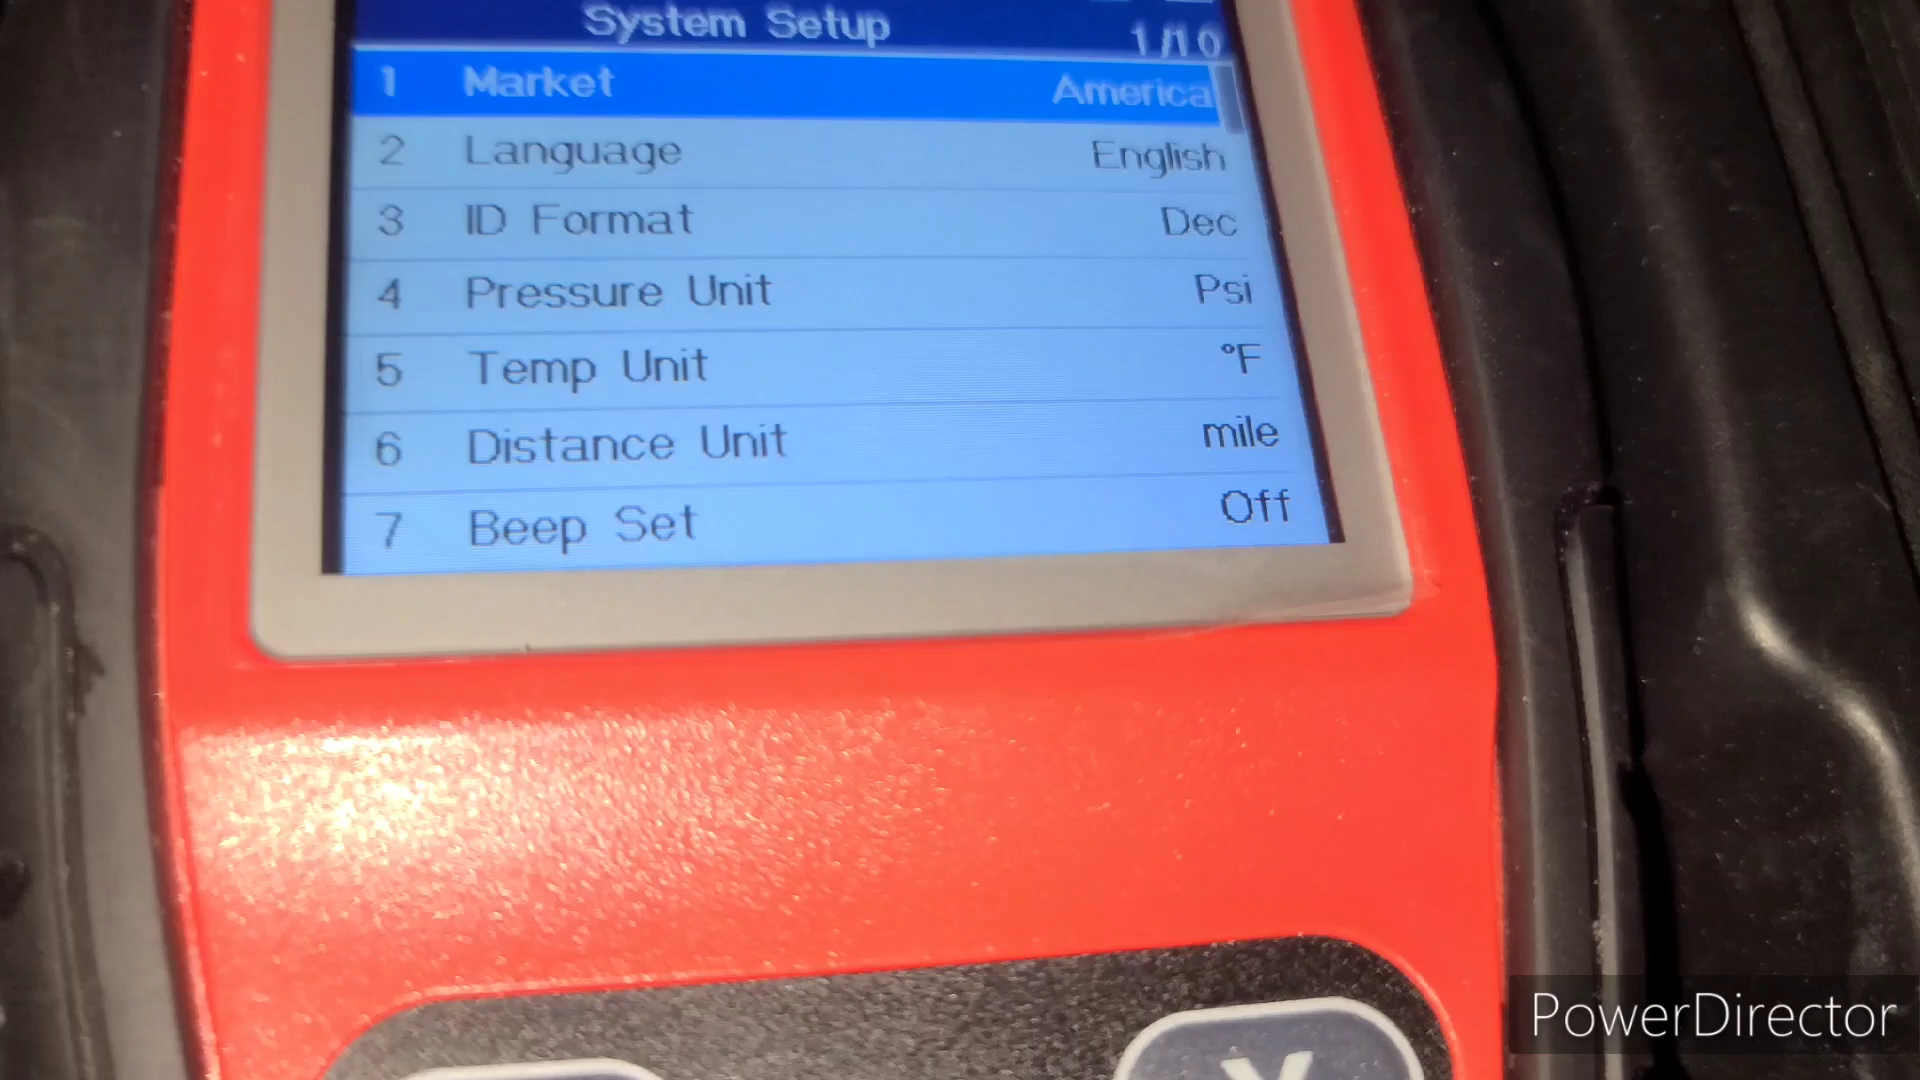 System Setup
1/10
1 Market America
2 Language English
3 ID Format Dec
4 Pressure Unit Psi
5 Temp Unit °F
6 Distance Unit mile
7 Beep Set Off
PowerDirector